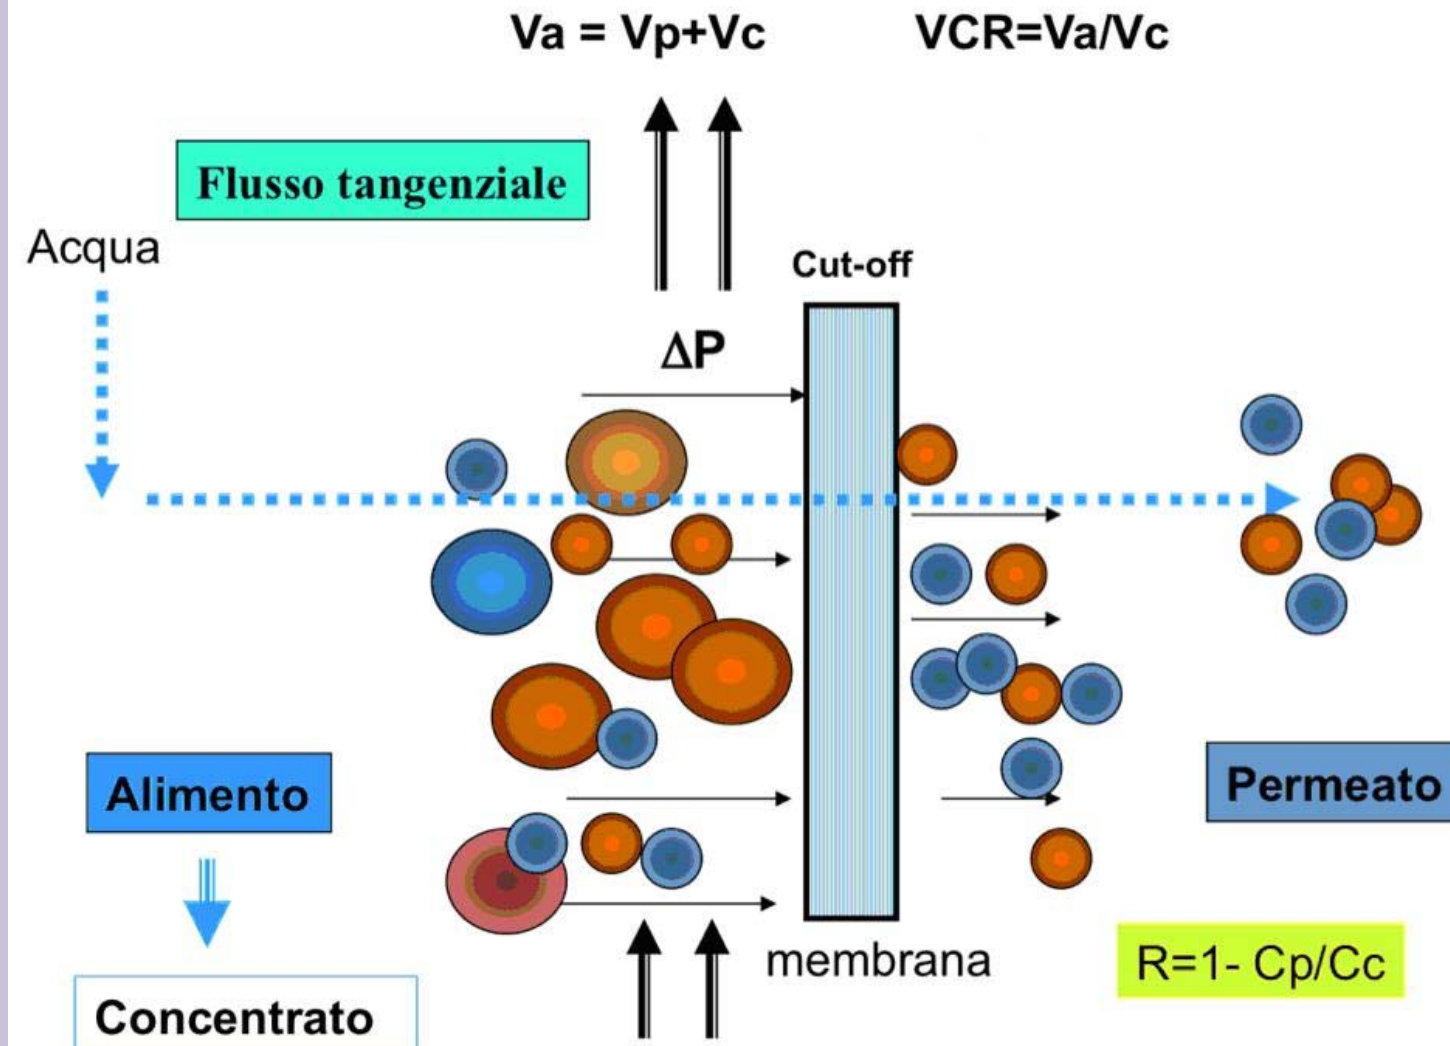 Va = Vp+Vc
VCR=Va/Vc
Flusso tangenziale
Acqua
Cut-off
ΔP
Alimento
Permeato
membrana
R=1- Cp/Cc
Concentrato